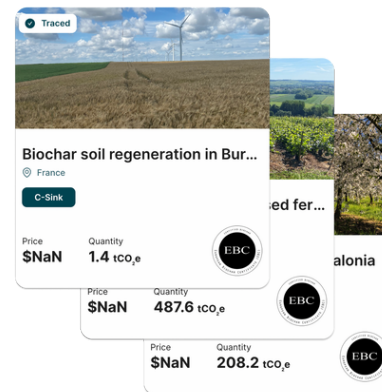 Traced
Biochar soil regeneration in Bur...
France
C-Sink
Price Quantity
$NaN 1.4 tCO₂e
EBC
sed fer...
Price Quantity
$NaN 487.6 tCO₂e
EBC
alonia
Price Quantity
$NaN 208.2 tCO₂e
EBC